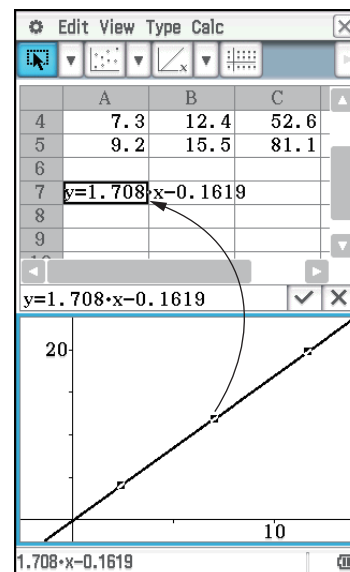 Edit View Type Calc
A B C
4 7.3 12.4 52.6
5 9.2 15.5 81.1
6
7 y=1.708·x−0.1619
8
9
y=1.708·x−0.1619
20
10
1.708·x−0.1619